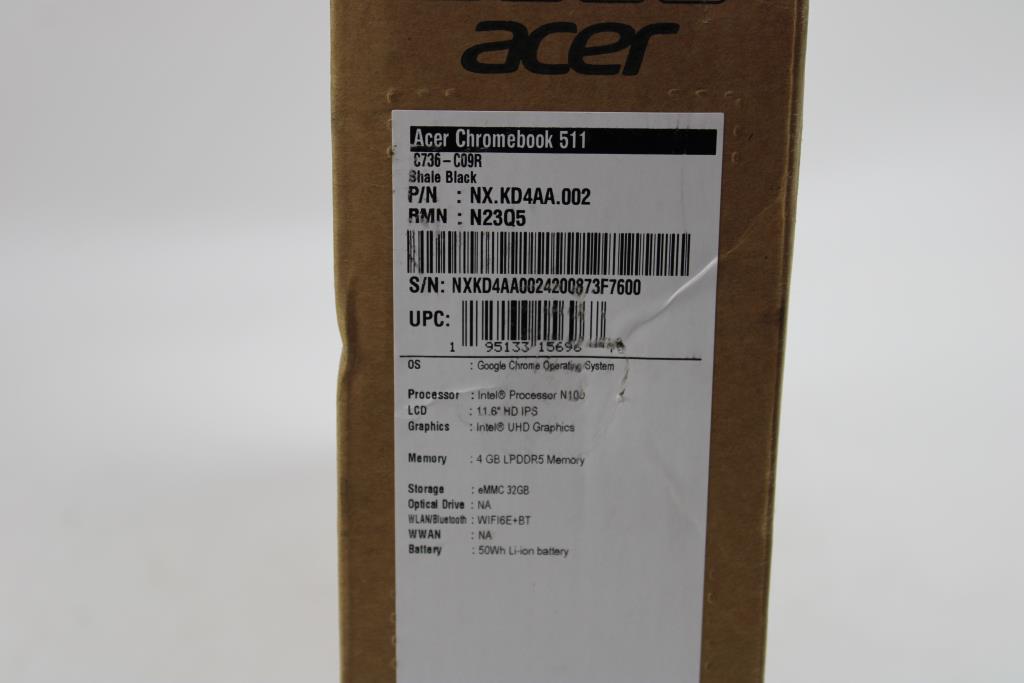 acer
Acer Chromebook 511
C736-C09R
Shale Black
P/N : NX.KD4AA.002
RMN : N23Q5
S/N: NXKD4AA0024200873F7600
UPC:
1 95133 15696
OS : Google Chrome Operating System
Processor : Intel® Processor N100
LCD : 11.6" HD IPS
Graphics : Intel® UHD Graphics
Memory : 4 GB LPDDR5 Memory
Storage : eMMC 32GB
Optical Drive : NA
WLAN/Bluetooth : WIFI6E+BT
WWAN : NA
Battery : 50Wh Li-ion battery